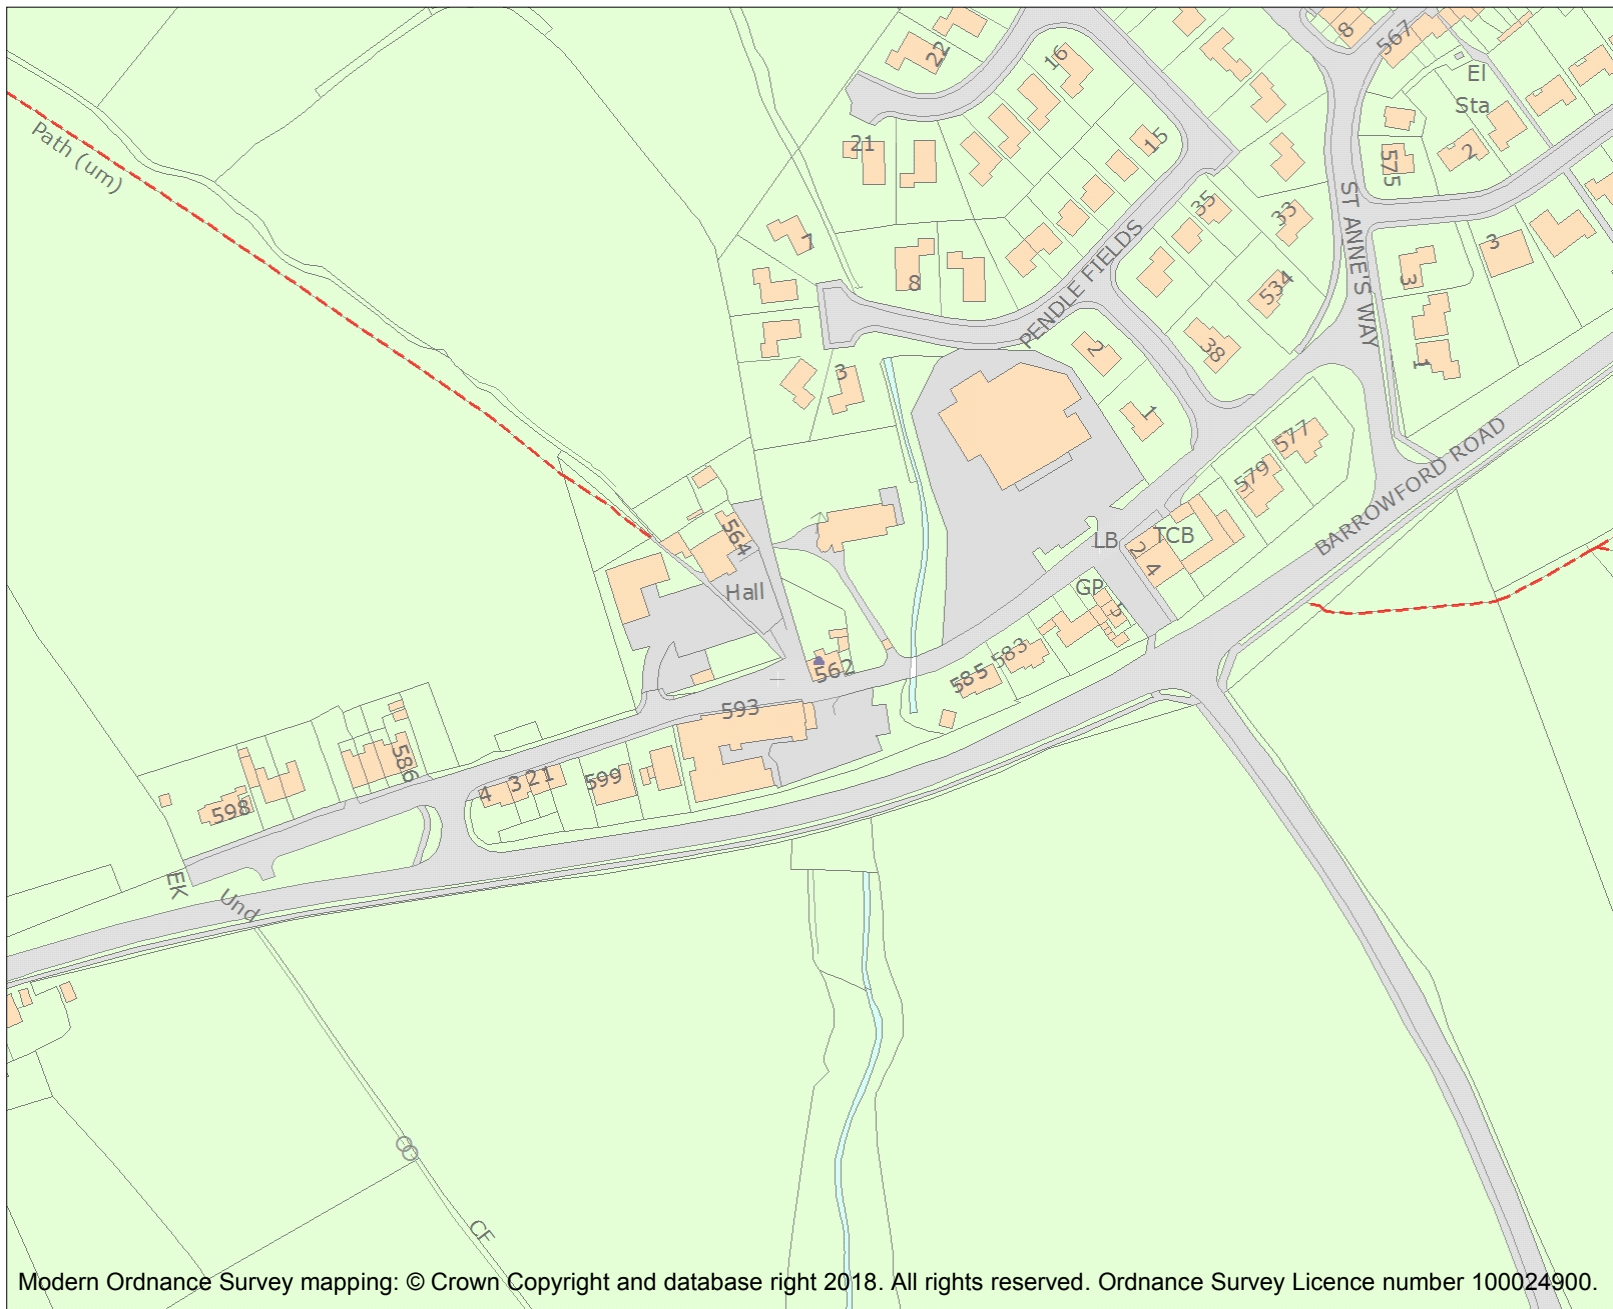 22
16
8
567
El
Sta
Path (um)
21
15
575
2
7
35
33
ST ANNE'S WAY
3
8
PENDLE FIELDS
534
3
2
38
1
3
1
577
579
BARROWFORD ROAD
564
LB
TCB
2
4
Hall
GP
5
562
583
585
593
586
599
4
3
2
1
598
EK
Und
CF
Modern Ordnance Survey mapping: © Crown Copyright and database right 2018. All rights reserved. Ordnance Survey Licence number 100024900.